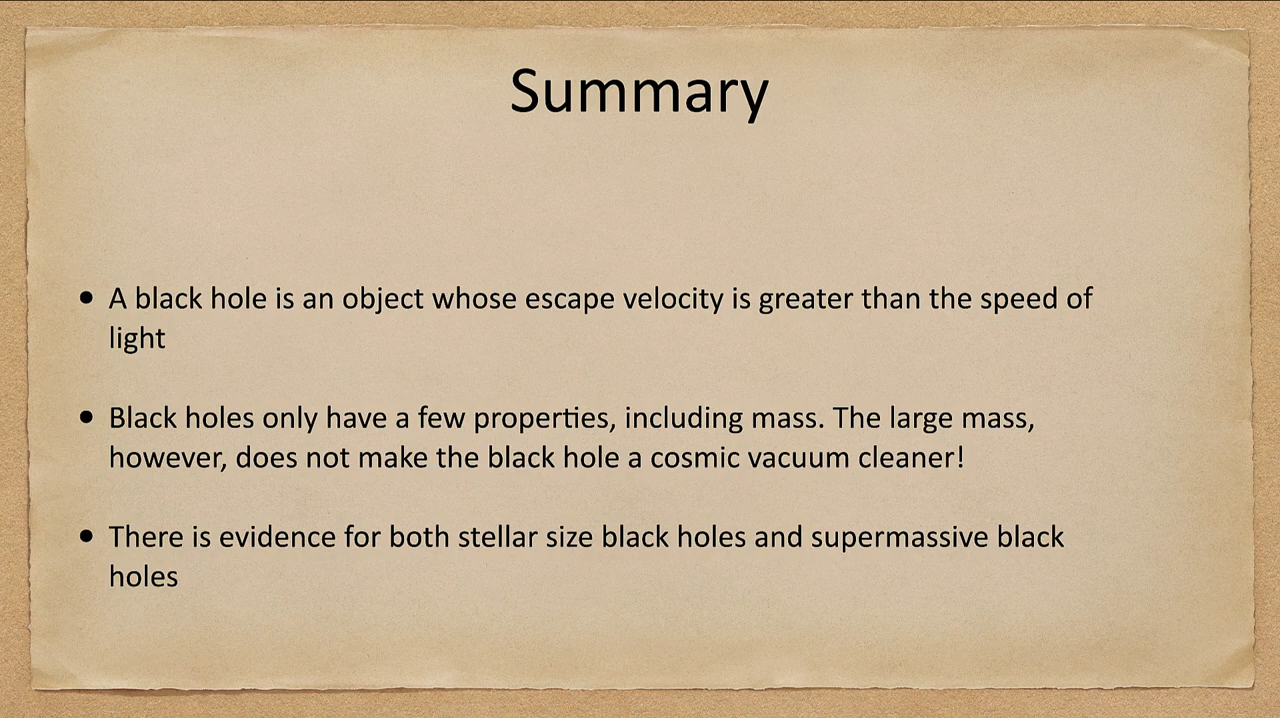 Summary
• A black hole is an object whose escape velocity is greater than the speed of
light
• Black holes only have a few properties, including mass. The large mass,
however, does not make the black hole a cosmic vacuum cleaner!
• There is evidence for both stellar size black holes and supermassive black
holes